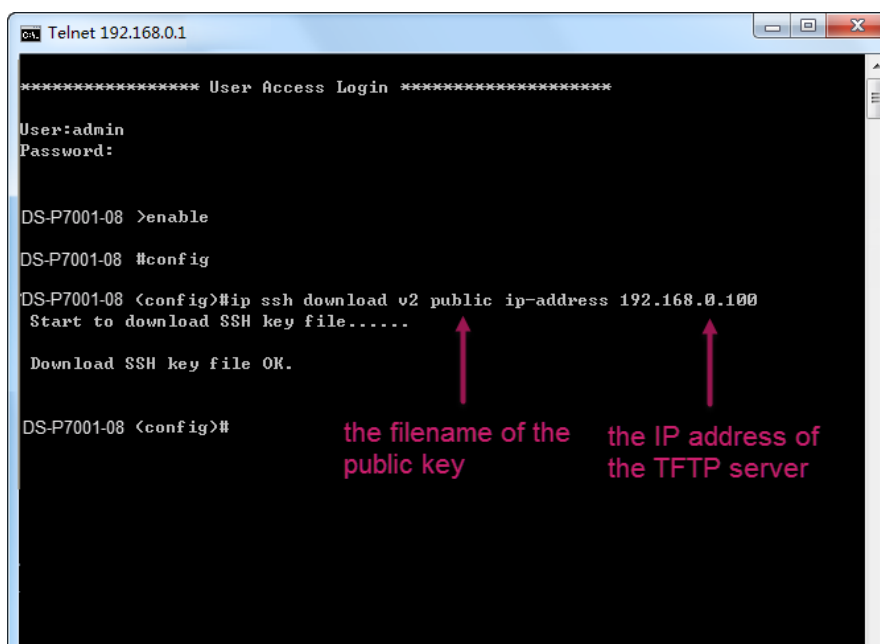 Telnet 192.168.0.1
***************** User Access Login ********************
User:admin
Password:
DS-P7001-08 >enable
DS-P7001-08 #config
DS-P7001-08 (config)#ip ssh download v2 public ip-address 192.168.0.100
Start to download SSH key file......
Download SSH key file OK.
DS-P7001-08 (config)#
the filename of the
public key
the IP address of
the TFTP server